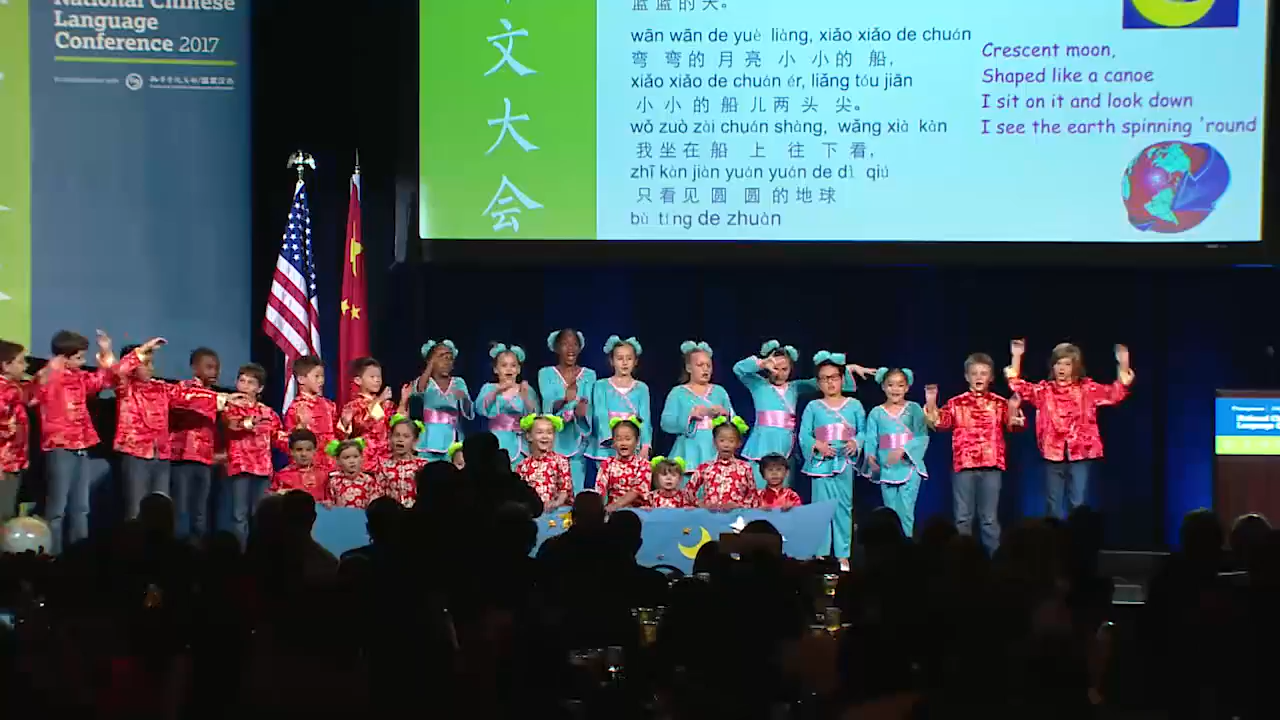 National Chinese
Language
Conference 2017
文
大
会
蓝 蓝 的 天。
wān wān de yuè liàng, xiǎo xiǎo de chuán
弯 弯 的 月 亮 小 小 的 船,
xiǎo xiǎo de chuán ér, liǎng tóu jiān
小 小 的 船 儿 两 头 尖。
wǒ zuò zài chuán shàng, wǎng xià kàn
我 坐 在 船 上 往 下 看,
zhǐ kàn jiàn yuán yuán de dì qiú
只 看 见 圆 圆 的 地 球
bù tíng de zhuàn
Crescent moon,
Shaped like a canoe
I sit on it and look down
I see the earth spinning 'round